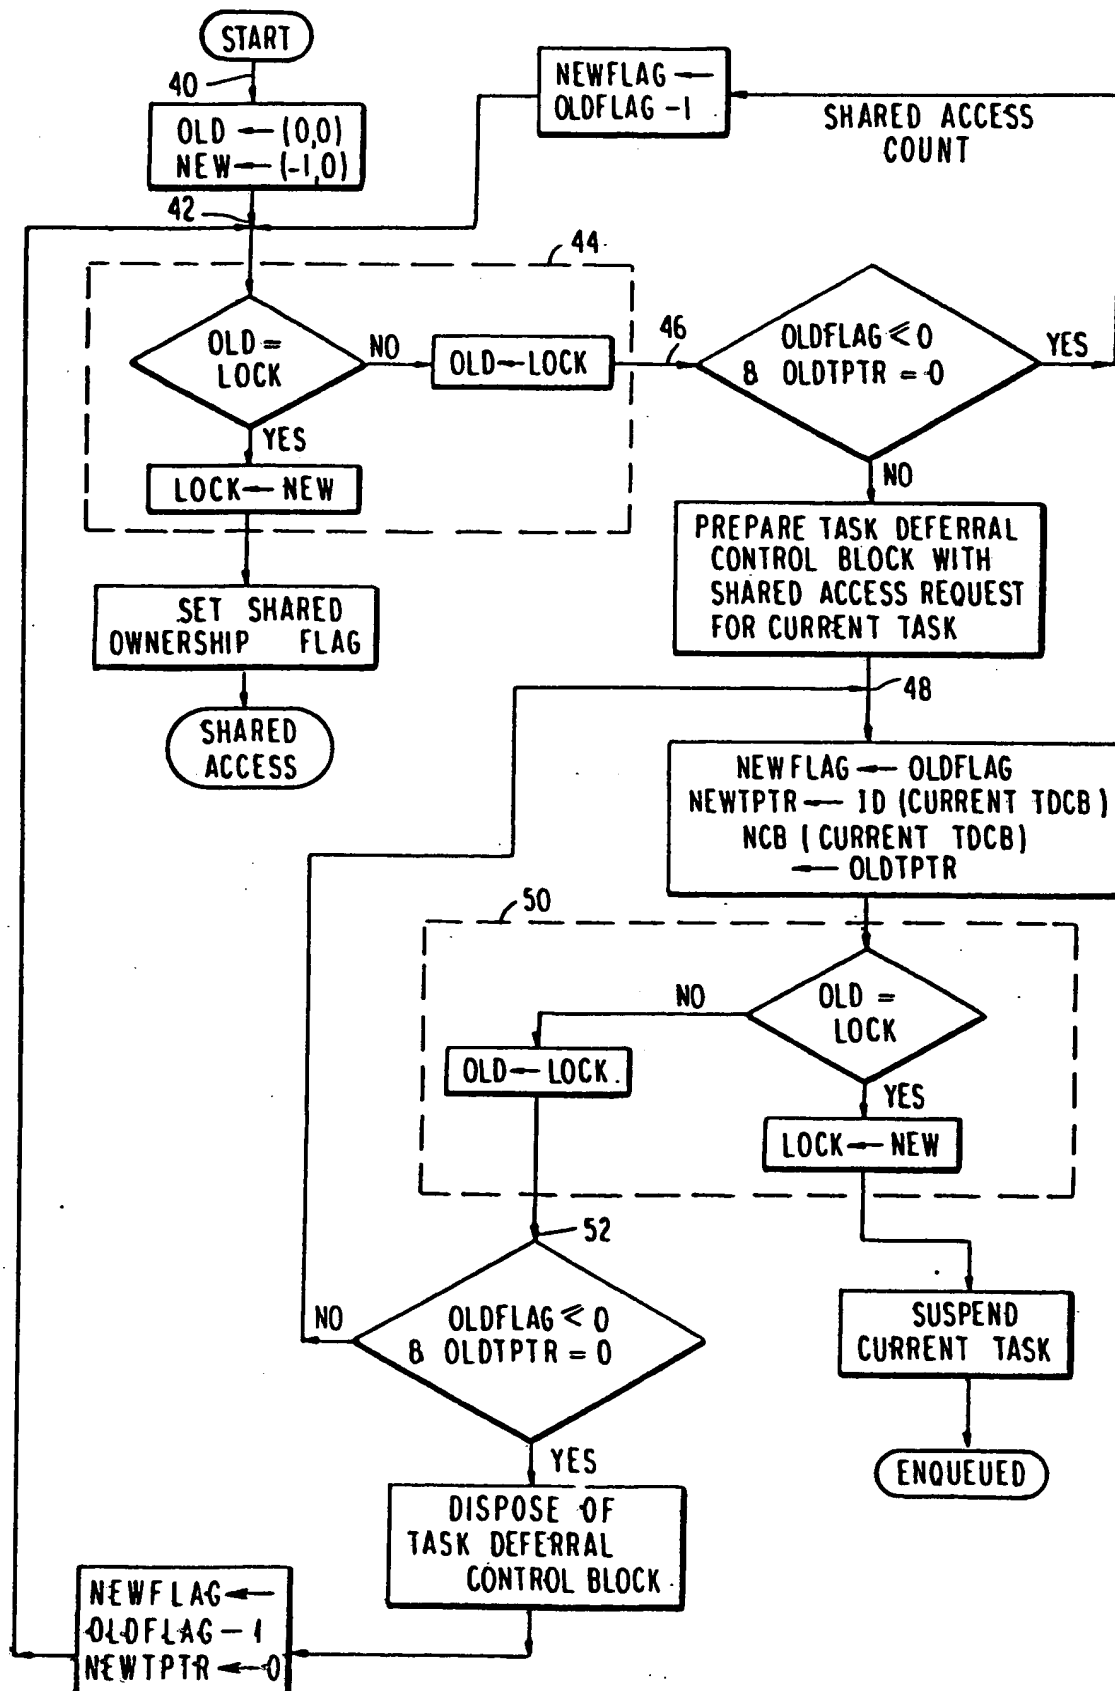 START
40
OLD ← (0,0)
NEW ← (-1,0)
42
NEWFLAG ←
OLDFLAG -1
SHARED ACCESS
COUNT
44
OLD =
LOCK
NO
OLD ← LOCK
46
OLDFLAG ≤ 0
& OLDTPTR = 0
YES
YES
LOCK ← NEW
NO
SET SHARED
OWNERSHIP FLAG
SHARED
ACCESS
PREPARE TASK DEFERRAL
CONTROL BLOCK WITH
SHARED ACCESS REQUEST
FOR CURRENT TASK
48
NEWFLAG ← OLDFLAG
NEWTPTR ← ID (CURRENT TDCB)
NCB (CURRENT TDCB)
← OLDTPTR
50
OLD =
LOCK
NO
OLD ← LOCK
YES
LOCK ← NEW
52
OLDFLAG ≤ 0
& OLDTPTR = 0
NO
SUSPEND
CURRENT TASK
ENQUEUED
YES
DISPOSE OF
TASK DEFERRAL
CONTROL BLOCK
NEWFLAG ←
OLDFLAG - 1
NEWTPTR ← 0